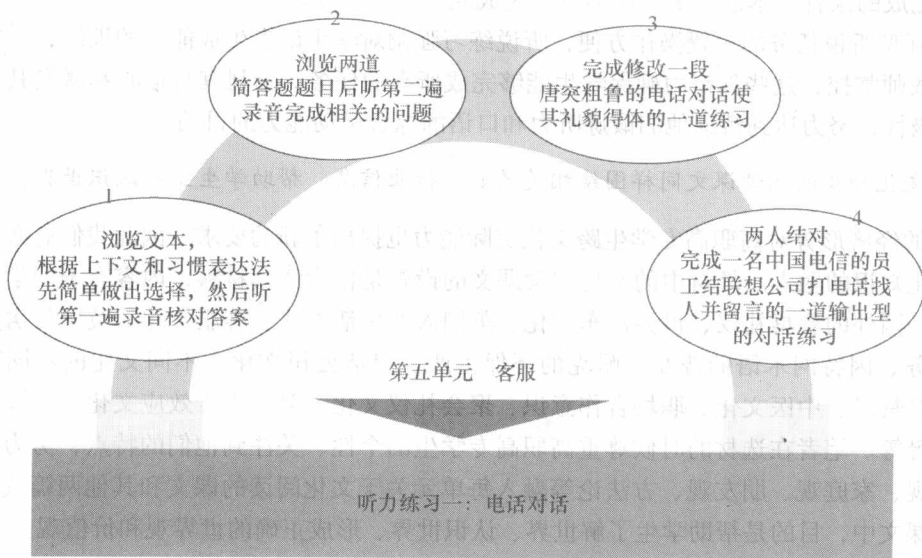 1
浏览文本，
根据上下文和习惯表达法
先简单做出选择，然后听
第一遍录音核对答案
2
浏览两道
简答题题目后听第二遍
录音完成相关的问题
3
完成修改一段
唐突粗鲁的电话对话使
其礼貌得体的一道练习
4
两人结对
完成一名中国电信的员
工结联想公司打电话找
人并留言的一道输出型
的对话练习
第五单元 客服
听力练习一：电话对话